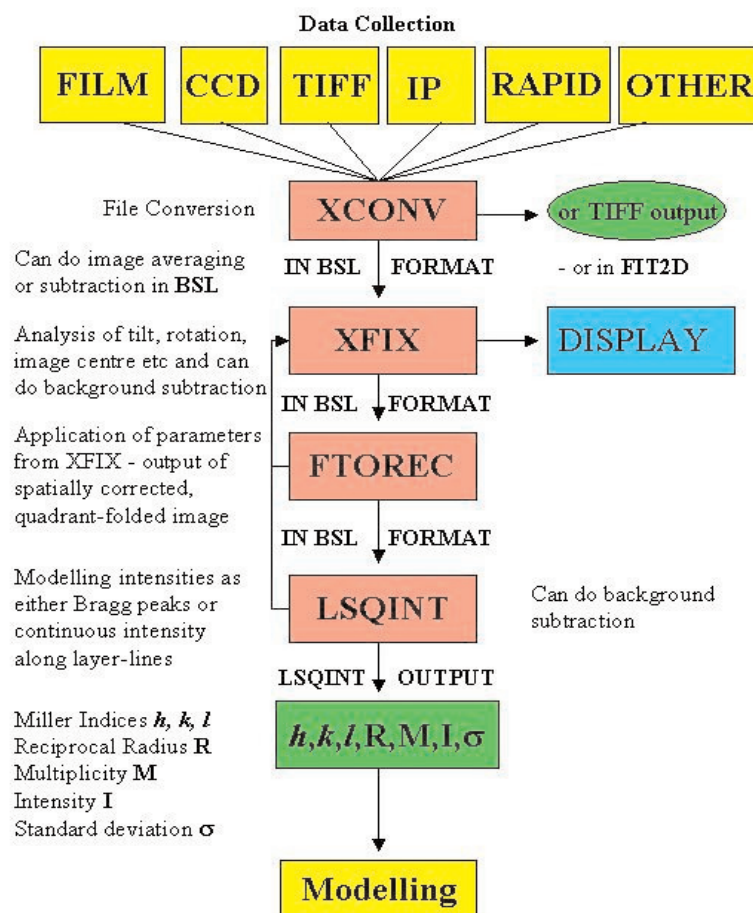 Data Collection
FILM CCD TIFF IP RAPID OTHER
File Conversion XCONV or TIFF output
Can do image averaging
or subtraction in BSL
IN BSL FORMAT
- or in FIT2D
Analysis of tilt, rotation,
image centre etc and can
do background subtraction
XFIX DISPLAY
IN BSL FORMAT
Application of parameters
from XFIX - output of
spatially corrected,
quadrant-folded image
FTOREC
IN BSL FORMAT
Modelling intensities as
either Bragg peaks or
continuous intensity
along layer-lines
LSQINT
Can do background
subtraction
LSQINT OUTPUT
Miller Indices h, k, l
Reciprocal Radius R
Multiplicity M
Intensity I
Standard deviation σ
h,k,l,R,M,I,σ
Modelling